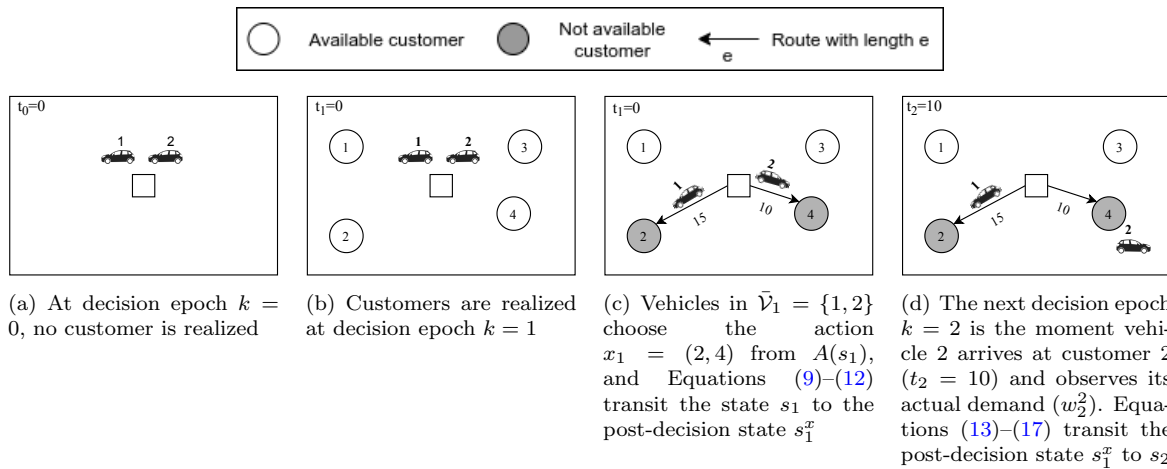 Available customer
Not available
customer
e
Route with length e
t0=0
1 2
t1=0
1
1 2
3
4
2
t1=0
1
3
2
1
15
10
2
4
t2=10
1
3
1
15
10
2
4
2
(a) At decision epoch k =
0, no customer is realized
(b) Customers are realized
at decision epoch k = 1
(c) Vehicles in V̄1 = {1, 2}
choose the action
x1 = (2, 4) from A(s1),
and Equations (9)–(12)
transit the state s1 to the
post-decision state s1^x
(d) The next decision epoch
k = 2 is the moment vehi-
cle 2 arrives at customer 2
(t2 = 10) and observes its
actual demand (w2^2). Equa-
tions (13)–(17) transit the
post-decision state s1^x to s2